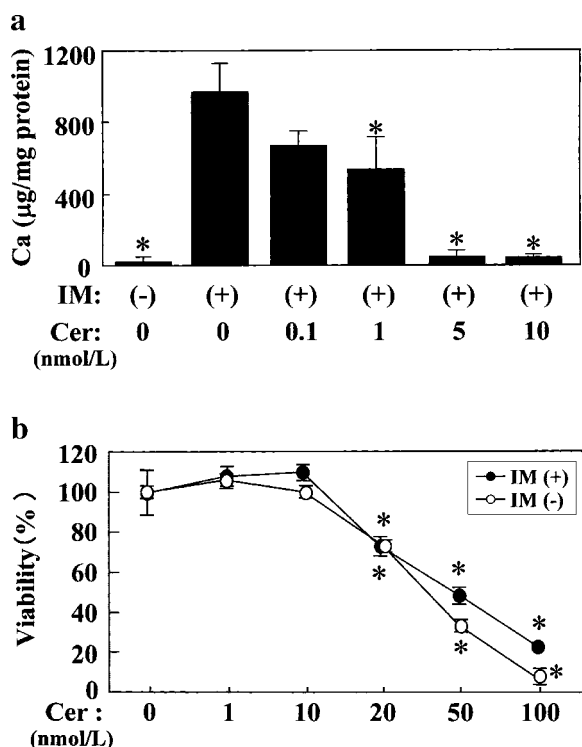 a
Ca (μg/mg protein)
1200
800
400
0
* * * *
IM: (-) (+) (+) (+) (+) (+)
Cer: 0 0 0.1 1 5 10
(nmol/L)
b
Viability (%)
120
100
80
60
40
20
0
IM (+)
IM (-)
* * *
* * *
Cer : 0 1 10 20 50 100
(nmol/L)